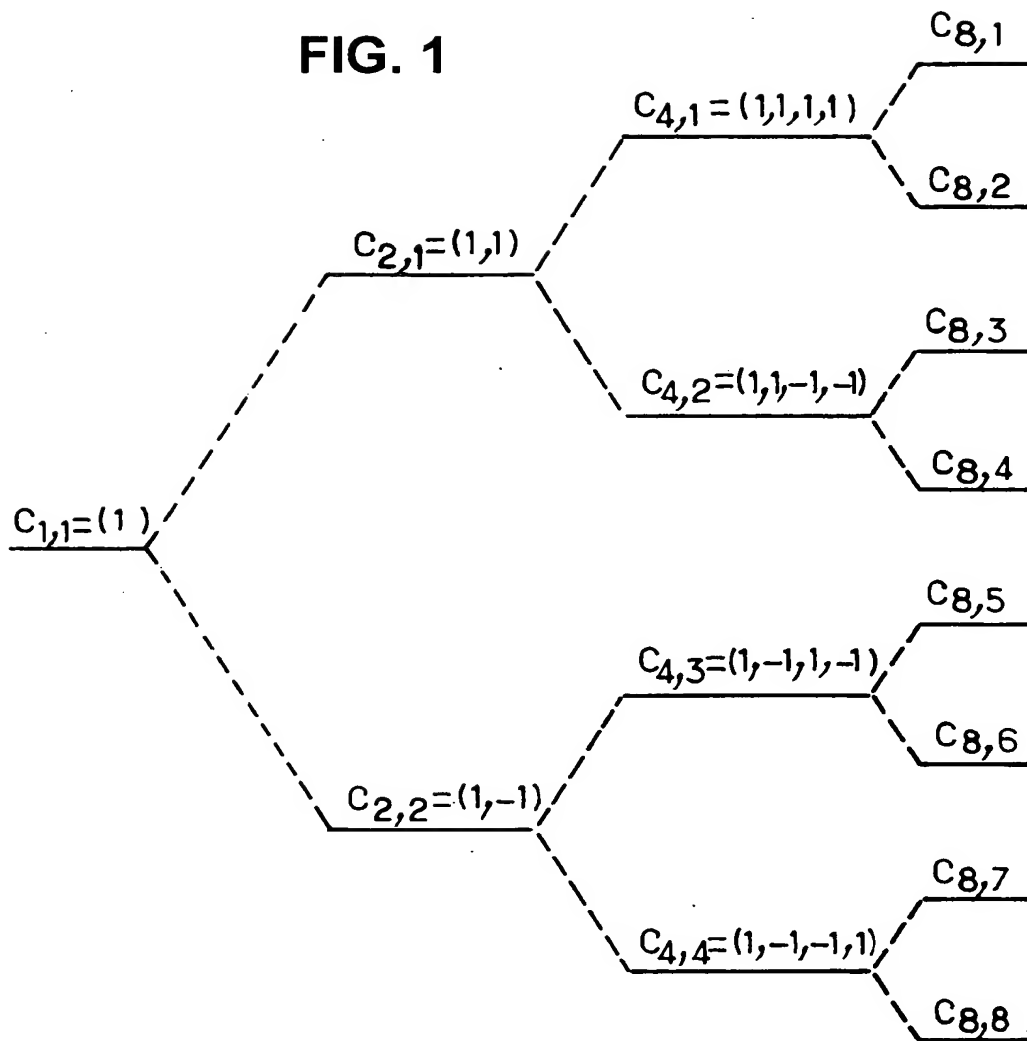 FIG. 1
C8,1
C4,1=(1,1,1,1)
C8,2
C2,1=(1,1)
C8,3
C4,2=(1,1,-1,-1)
C8,4
C1,1=(1)
C8,5
C4,3=(1,-1,1,-1)
C8,6
C2,2=(1,-1)
C8,7
C4,4=(1,-1,-1,1)
C8,8